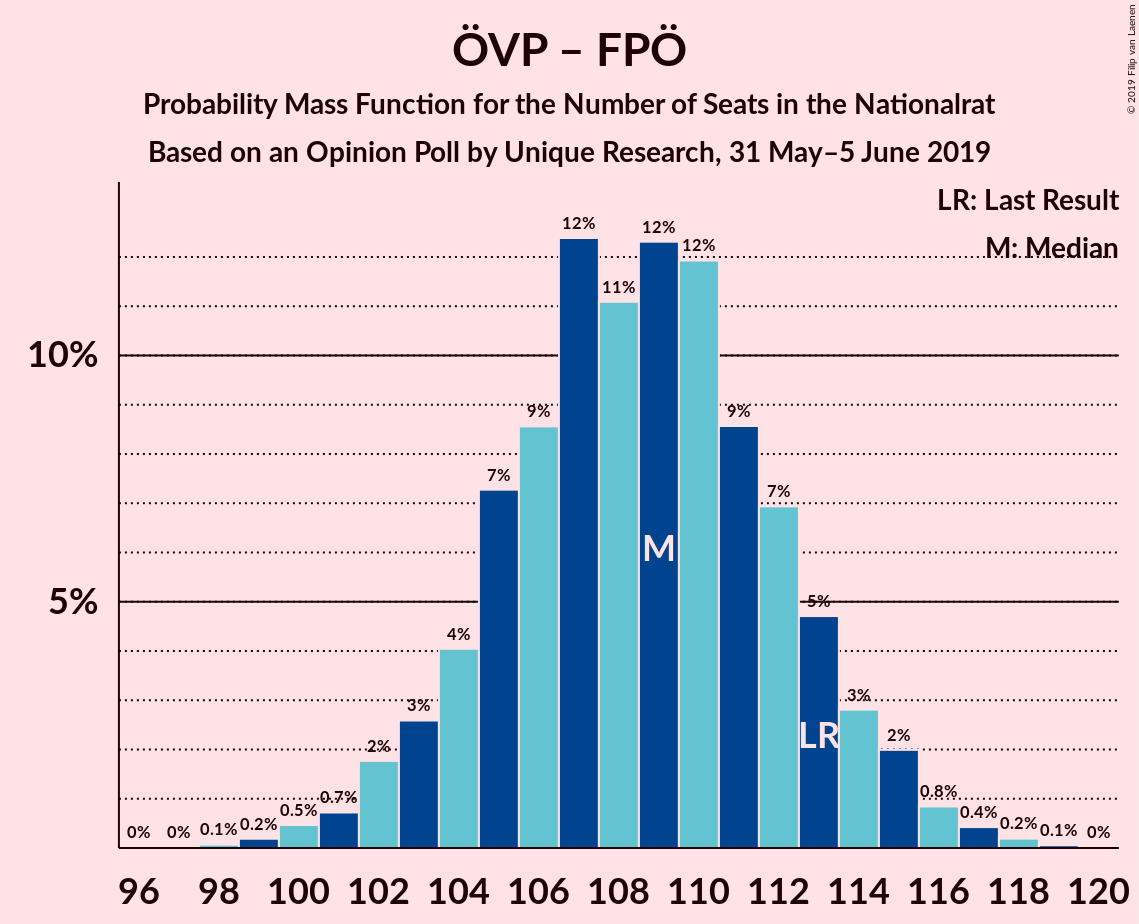 ÖVP – FPÖ
Probability Mass Function for the Number of Seats in the Nationalrat
Based on an Opinion Poll by Unique Research, 31 May–5 June 2019
© 2019 Filip van Laenen
LR: Last Result
M: Median
10%
5%
0% 0% 0.1% 0.2% 0.5% 0.7% 2% 3% 4% 7% 9% 12% 11% 12% 12% 9% 7% 5% 3% 2% 0.8% 0.4% 0.2% 0.1% 0%
M
LR
96 98 100 102 104 106 108 110 112 114 116 118 120